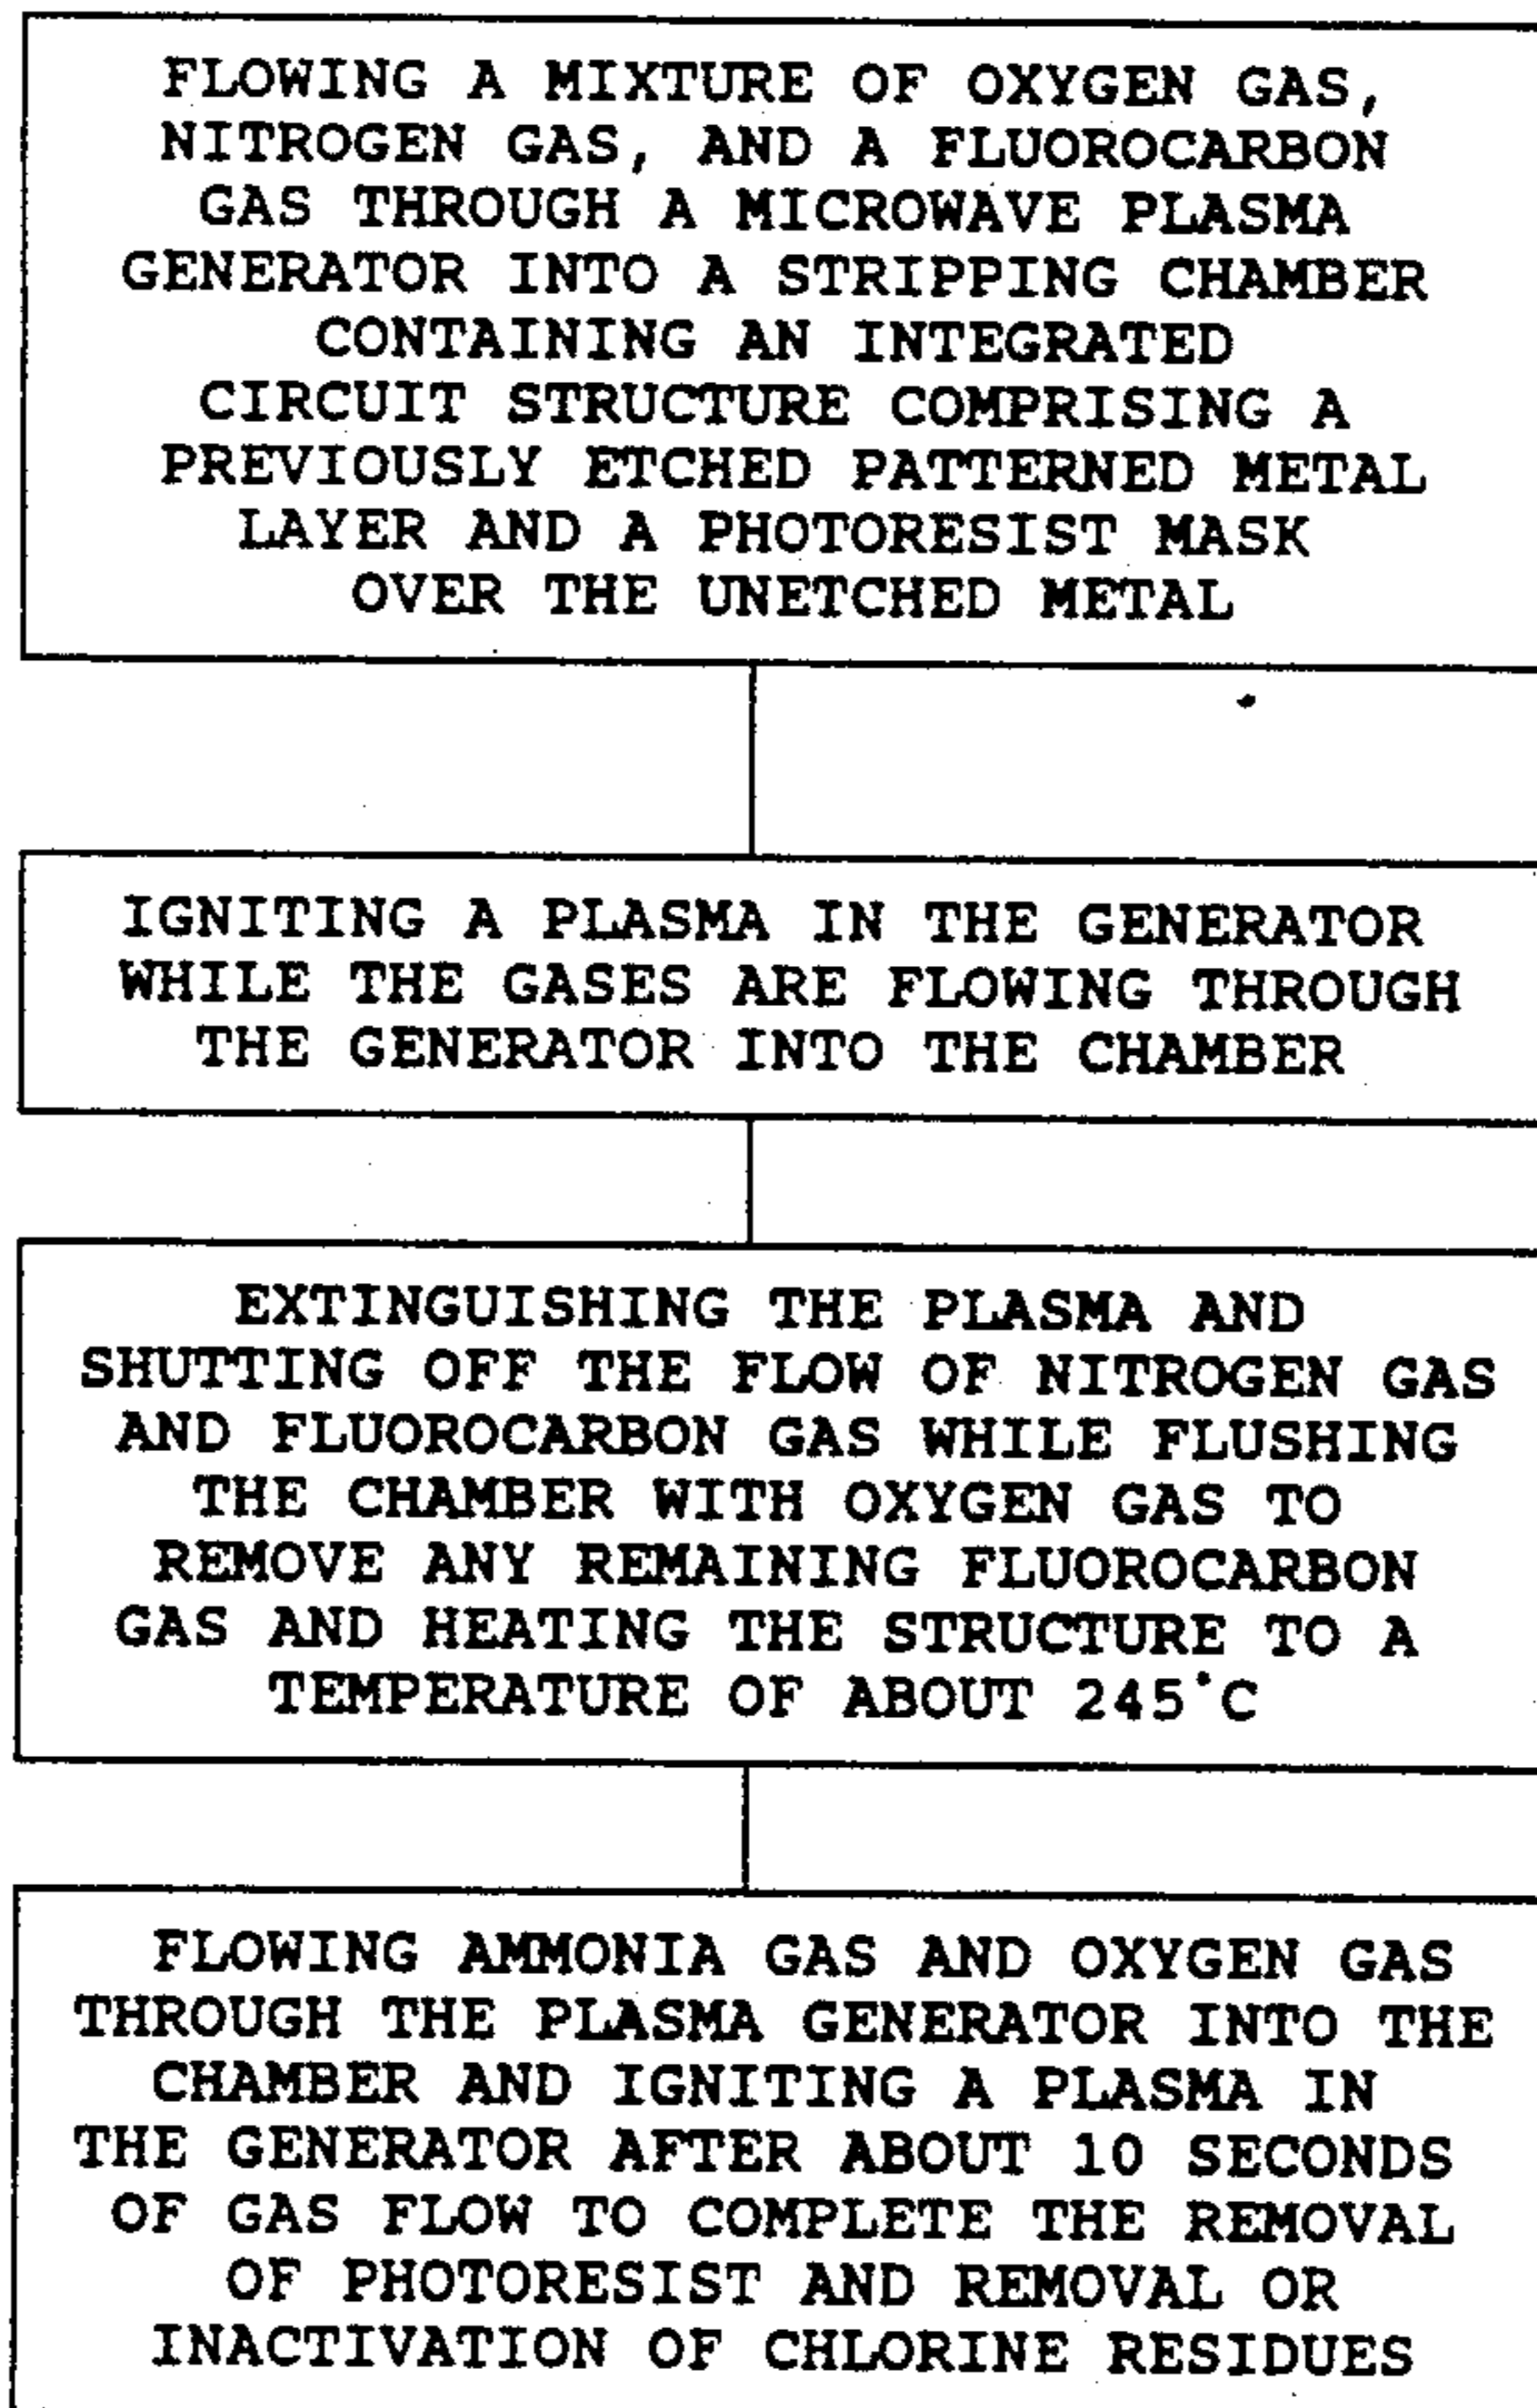 FLOWING A MIXTURE OF OXYGEN GAS,
NITROGEN GAS, AND A FLUOROCARBON
GAS THROUGH A MICROWAVE PLASMA
GENERATOR INTO A STRIPPING CHAMBER
CONTAINING AN INTEGRATED
CIRCUIT STRUCTURE COMPRISING A
PREVIOUSLY ETCHED PATTERNED METAL
LAYER AND A PHOTORESIST MASK
OVER THE UNETCHED METAL
IGNITING A PLASMA IN THE GENERATOR
WHILE THE GASES ARE FLOWING THROUGH
THE GENERATOR INTO THE CHAMBER
EXTINGUISHING THE PLASMA AND
SHUTTING OFF THE FLOW OF NITROGEN GAS
AND FLUOROCARBON GAS WHILE FLUSHING
THE CHAMBER WITH OXYGEN GAS TO
REMOVE ANY REMAINING FLUOROCARBON
GAS AND HEATING THE STRUCTURE TO A
TEMPERATURE OF ABOUT 245°C
FLOWING AMMONIA GAS AND OXYGEN GAS
THROUGH THE PLASMA GENERATOR INTO THE
CHAMBER AND IGNITING A PLASMA IN
THE GENERATOR AFTER ABOUT 10 SECONDS
OF GAS FLOW TO COMPLETE THE REMOVAL
OF PHOTORESIST AND REMOVAL OR
INACTIVATION OF CHLORINE RESIDUES